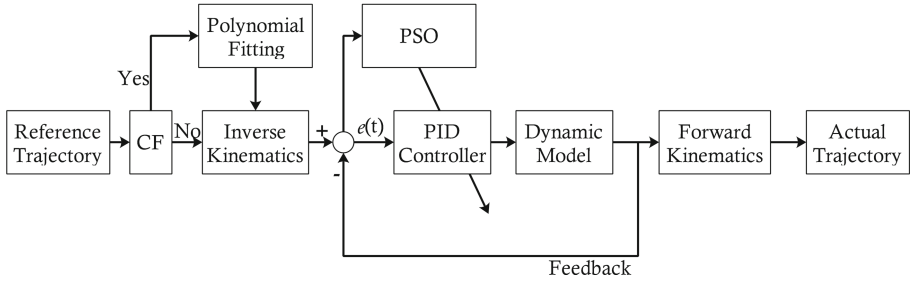 Polynomial
Fitting
PSO
Yes
Reference
Trajectory
CF
No
Inverse
Kinematics
+
-
e(t)
PID
Controller
Dynamic
Model
Forward
Kinematics
Actual
Trajectory
Feedback